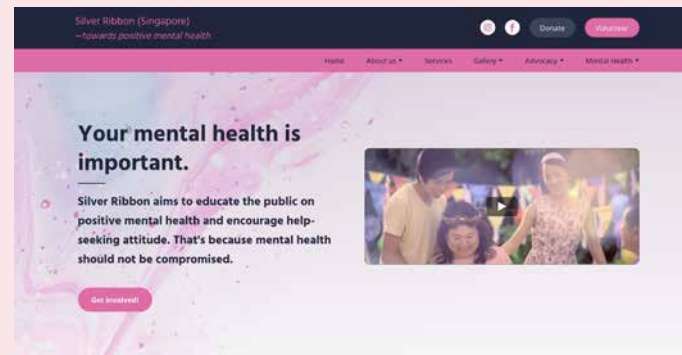 Silver Ribbon (Singapore)
~towards positive mental health
Donate
Volunteer
Home
About us
Services
Gallery
Advocacy
Mental Health
Your mental health is
important.
Silver Ribbon aims to educate the public on
positive mental health and encourage help-
seeking attitude. That's because mental health
should not be compromised.
Get Involved!